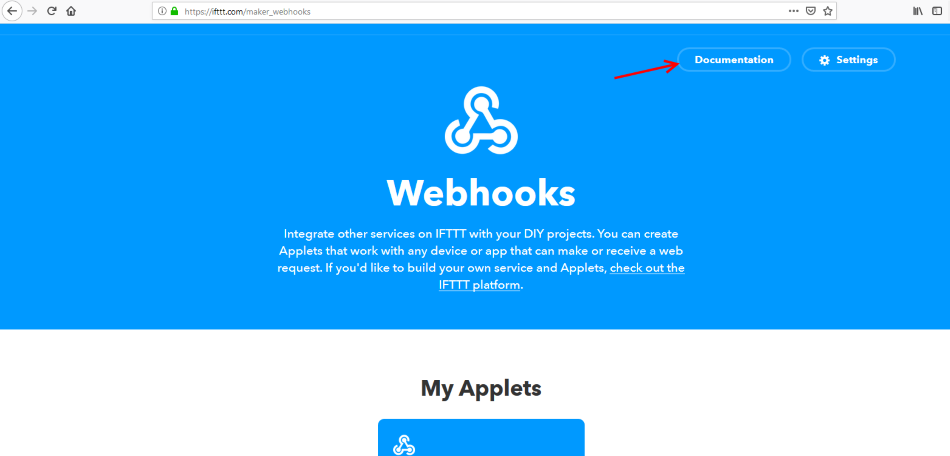 https://ifttt.com/maker_webhooks
Documentation
Settings
Webhooks
Integrate other services on IFTTT with your DIY projects. You can create
Applets that work with any device or app that can make or receive a web
request. If you'd like to build your own service and Applets, check out the
IFTTT platform.
My Applets